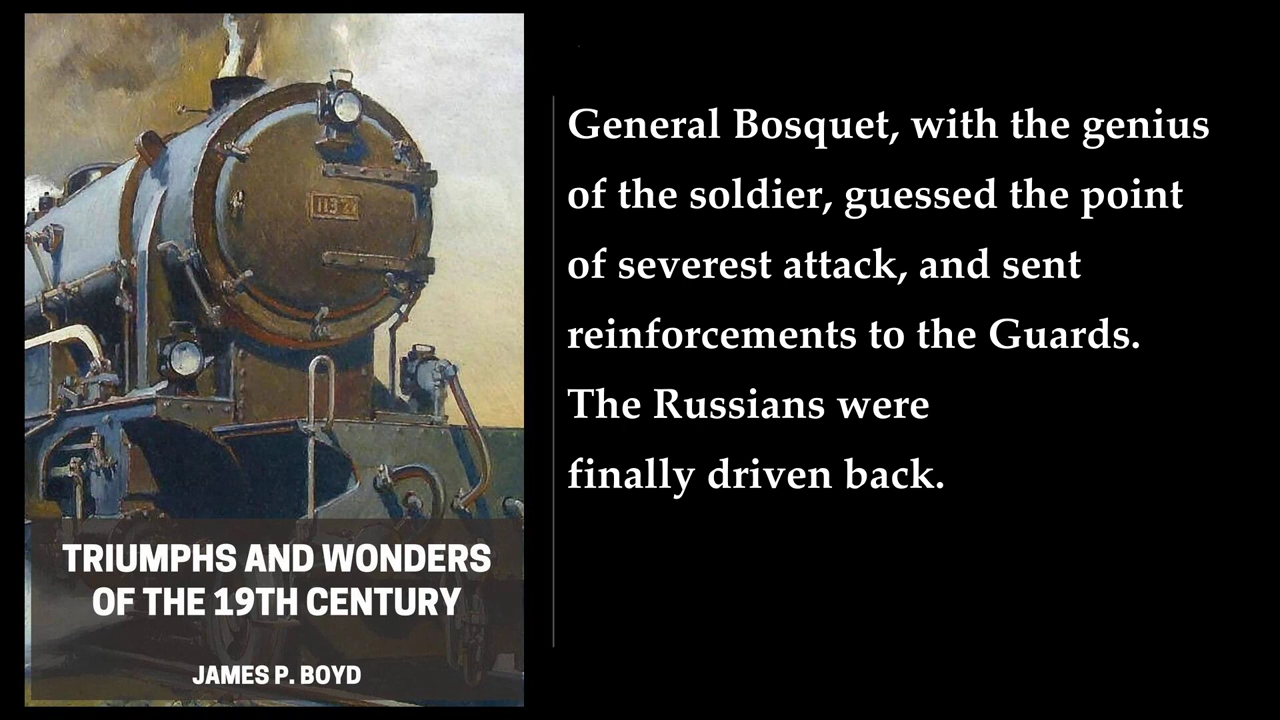 General Bosquet, with the genius
of the soldier, guessed the point
of severest attack, and sent
reinforcements to the Guards.
The Russians were
finally driven back.
TRIUMPHS AND WONDERS
OF THE 19TH CENTURY
JAMES P. BOYD